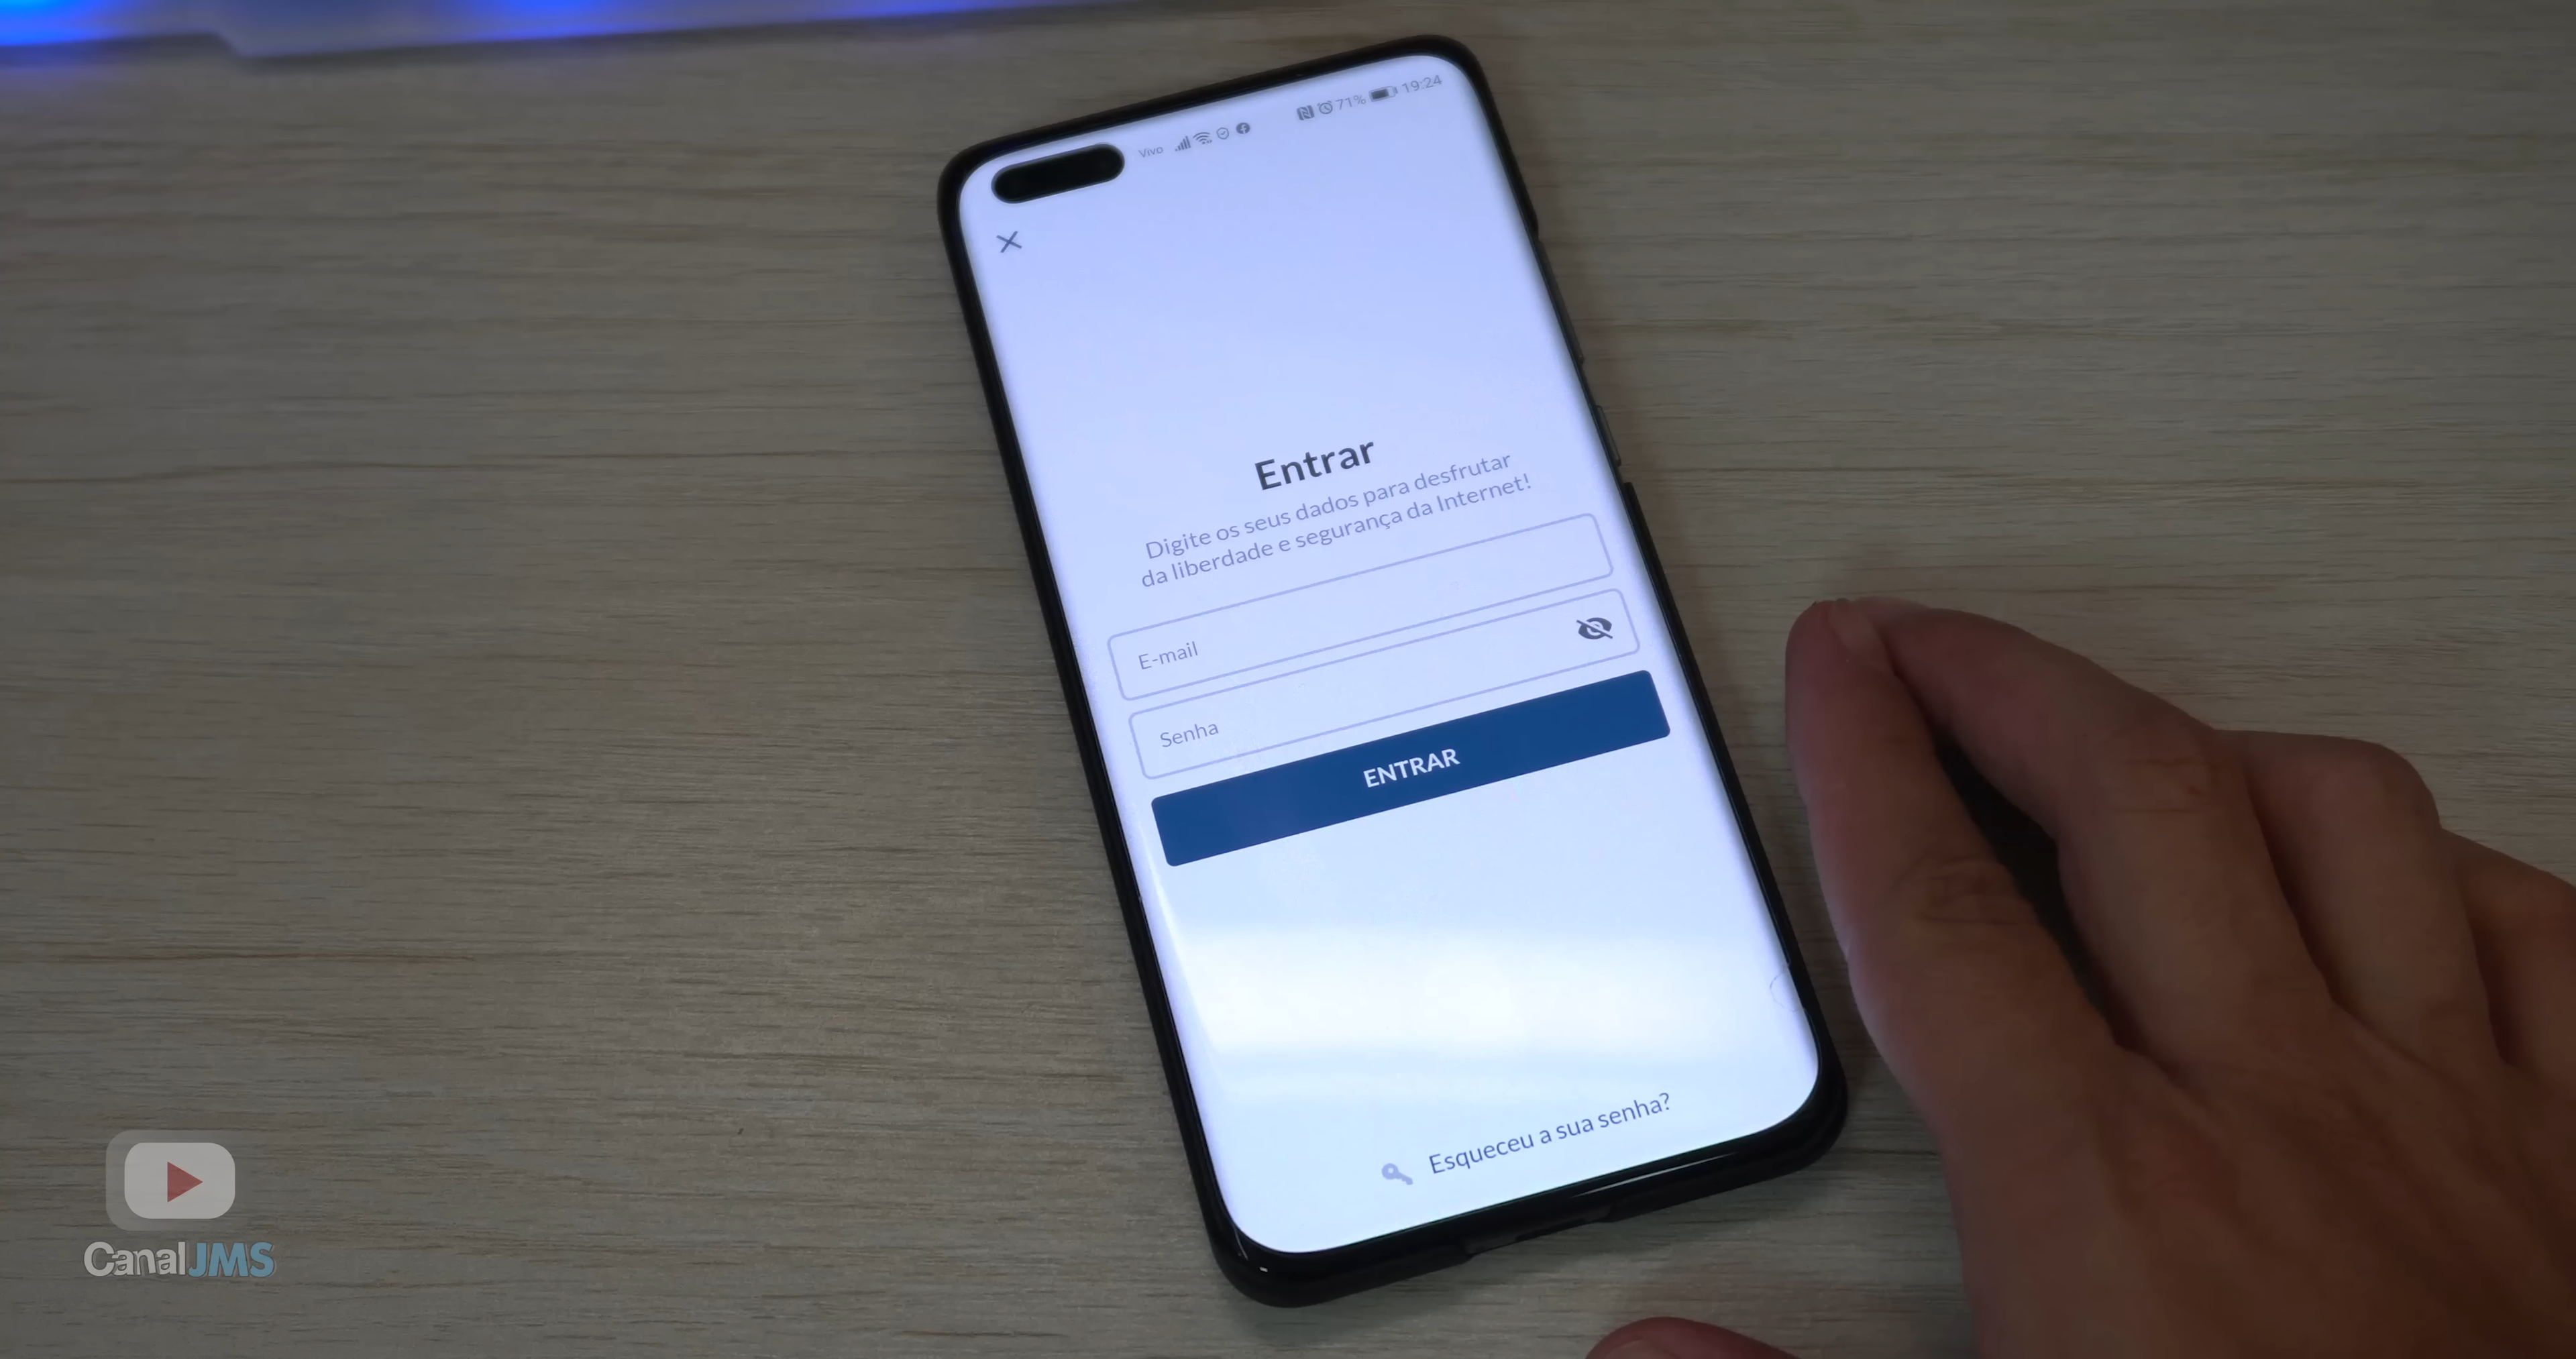 Vivo 71% 19:24
Entrar
Digite os seus dados para desfrutar
da liberdade e segurança da Internet!
E-mail
Senha
ENTRAR
Esqueceu a sua senha?
CanalJMS